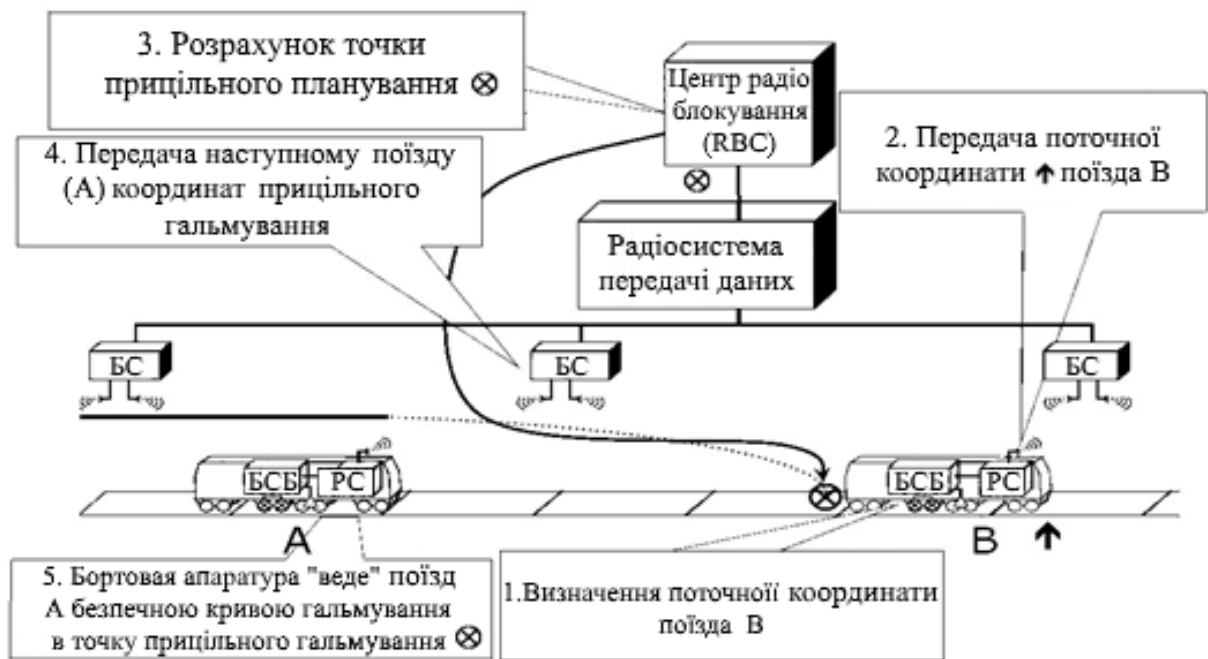 3. Розрахунок точки
прицільного планування ⊗
Центр радіо
блокування
(RBC)
2. Передача поточної
координати ↑ поїзда В
4. Передача наступному поїзду
(А) координат прицільного
гальмування
⊗
Радіосистема
передачі даних
БС
БС
БС
БСБ РС
БСБ РС
⊗
A
B ↑
5. Бортовая апаратура "веде" поїзд
А безпечною кривою гальмування
в точку прицільного гальмування ⊗
1.Визначення поточноїі координати
поїзда В